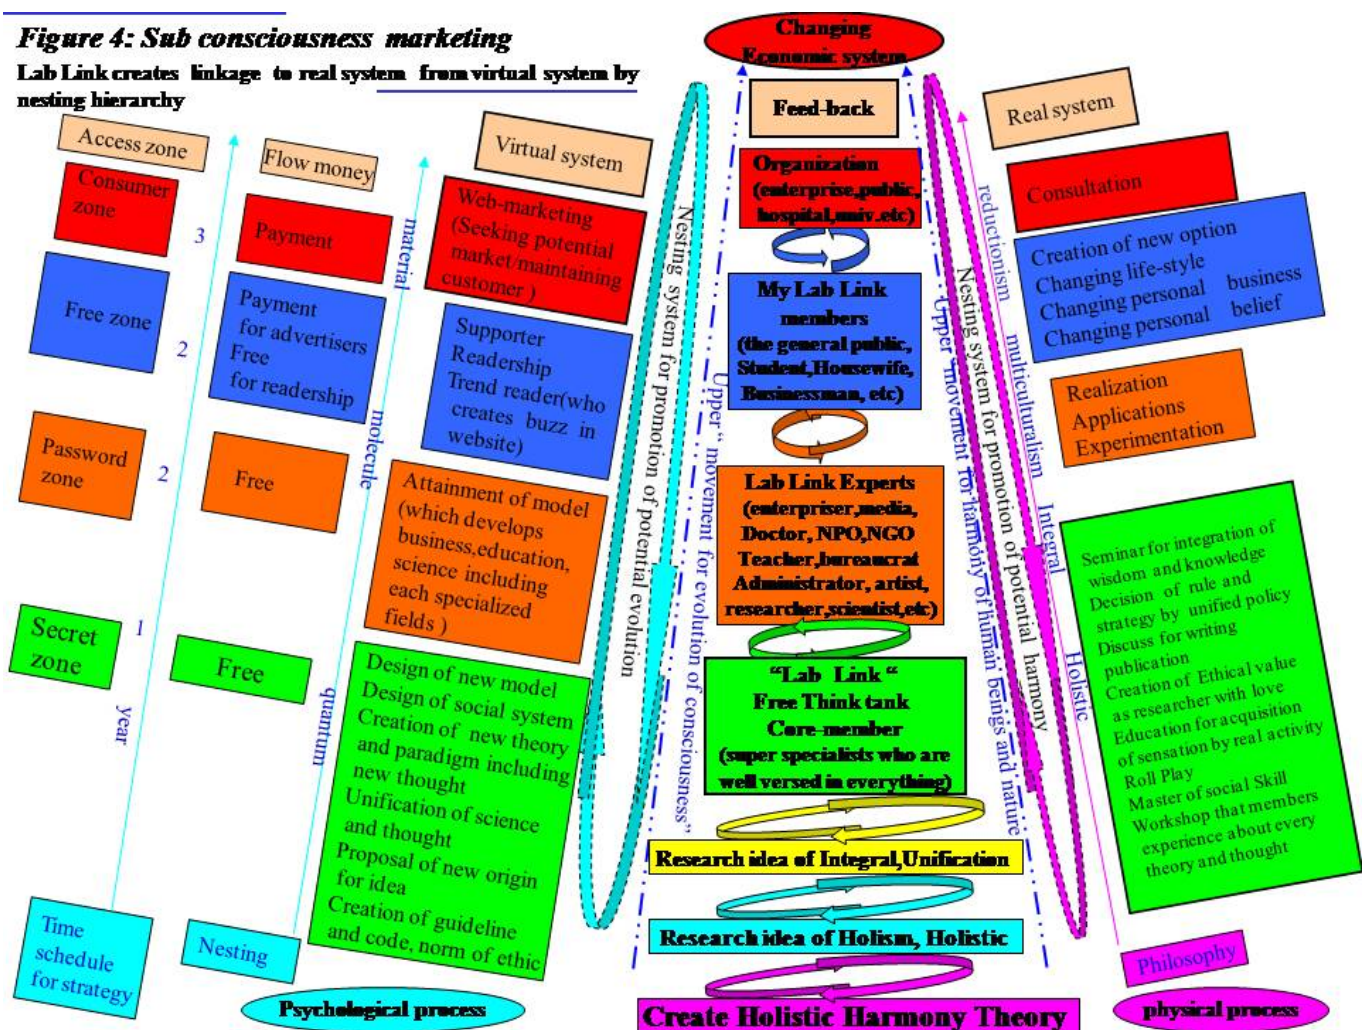 Figure 4: Sub consciousness marketing
Lab Link creates linkage to real system from virtual system by
nesting hierarchy
Access zone
Consumer
zone
Free zone
Password
zone
Secret
zone
Time
schedule
for strategy
3
2
2
1
year
Flow money
Payment
Payment
for advertisers
Free
for readership
Free
Free
Nesting
material
molecule
quantum
Virtual system
Web-marketing
(Seeking potential
market/maintaining
customer )
Supporter
Readership
Trend reader(who
creates buzz in
website)
Attainment of model
(which develops
business,education,
science including
each specialized
fields )
Design of new model
Design of social system
Creation of new theory
and paradigm including
new thought
Unification of science
and thought
Proposal of new origin
for idea
Creation of guideline
and code, norm of ethic
Psychological process
Nesting system for promotion of potential evolution
Upper“ movement for evolution of consciousness”
Changing
Economic system
Feed-back
Organization
(enterprise,public,
hospital,univ.etc)
My Lab Link
members
(the general public,
Student,Housewife,
Businessman, etc)
Lab Link Experts
(enterpriser,media,
Doctor, NPO,NGO
Teacher,bureaucrat
Administrator, artist,
researcher,scientist,etc)
“Lab Link “
Free Think tank
Core-member
(super specialists who are
well versed in everything)
Research idea of Integral,Unification
Research idea of Holism, Holistic
Create Holistic Harmony Theory
Upper movement for harmony of human beings and nature
Nesting system for promotion of potential harmony
reductionism
multiculturalism
Integral
Holistic
Real system
Consultation
Creation of new option
Changing life-style
Changing personal business
Changing personal belief
Realization
Applications
Experimentation
Seminar for integration of
wisdom and knowledge
Decision of rule and
strategy by unified policy
Discuss for writing
publication
Creation of Ethical value
as researcher with love
Education for acquisition
of sensation by real activity
Roll Play
Master of social Skill
Workshop that members
experience about every
theory and thought
Philosophy
physical process